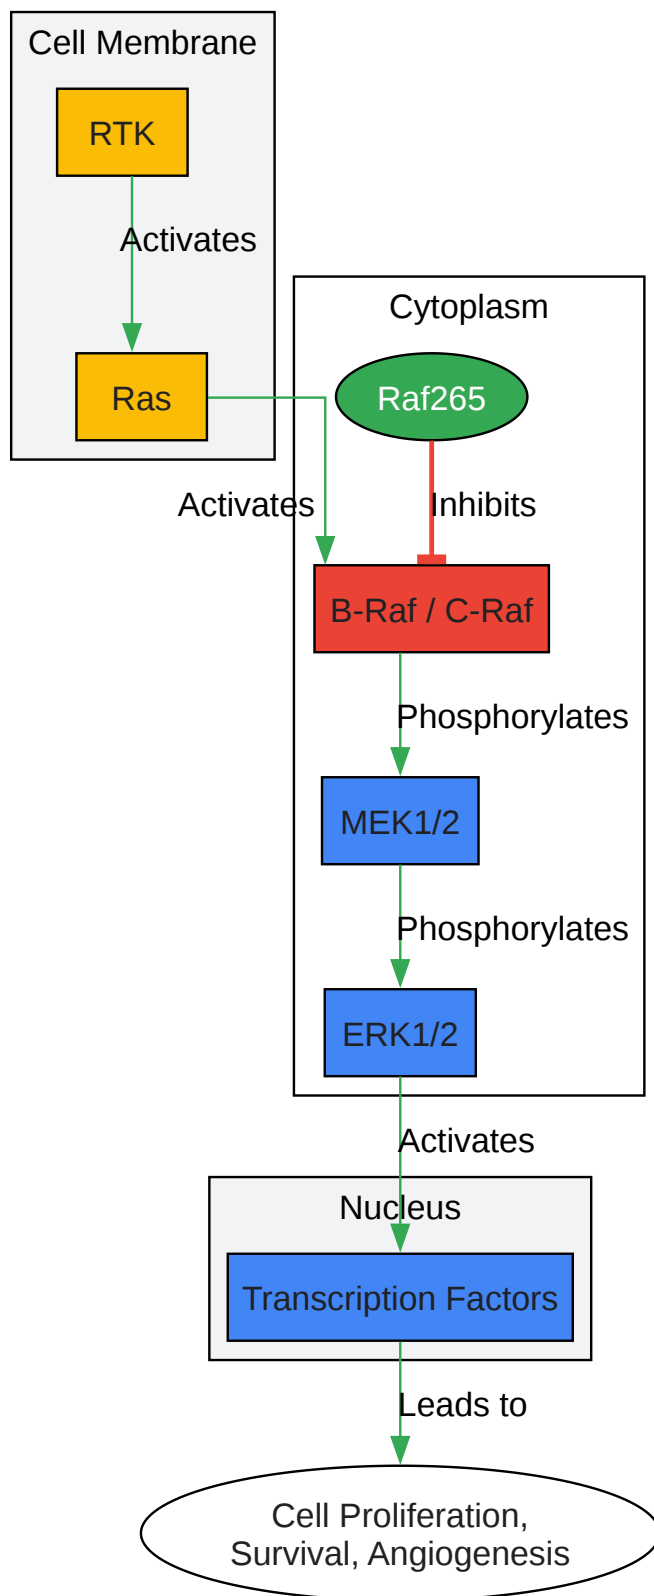 Cell Membrane
RTK
Activates
Cytoplasm
Ras
Raf265
Activates
Inhibits
B-Raf / C-Raf
Phosphorylates
MEK1/2
Phosphorylates
ERK1/2
Activates
Nucleus
Transcription Factors
Leads to
Cell Proliferation,
Survival, Angiogenesis